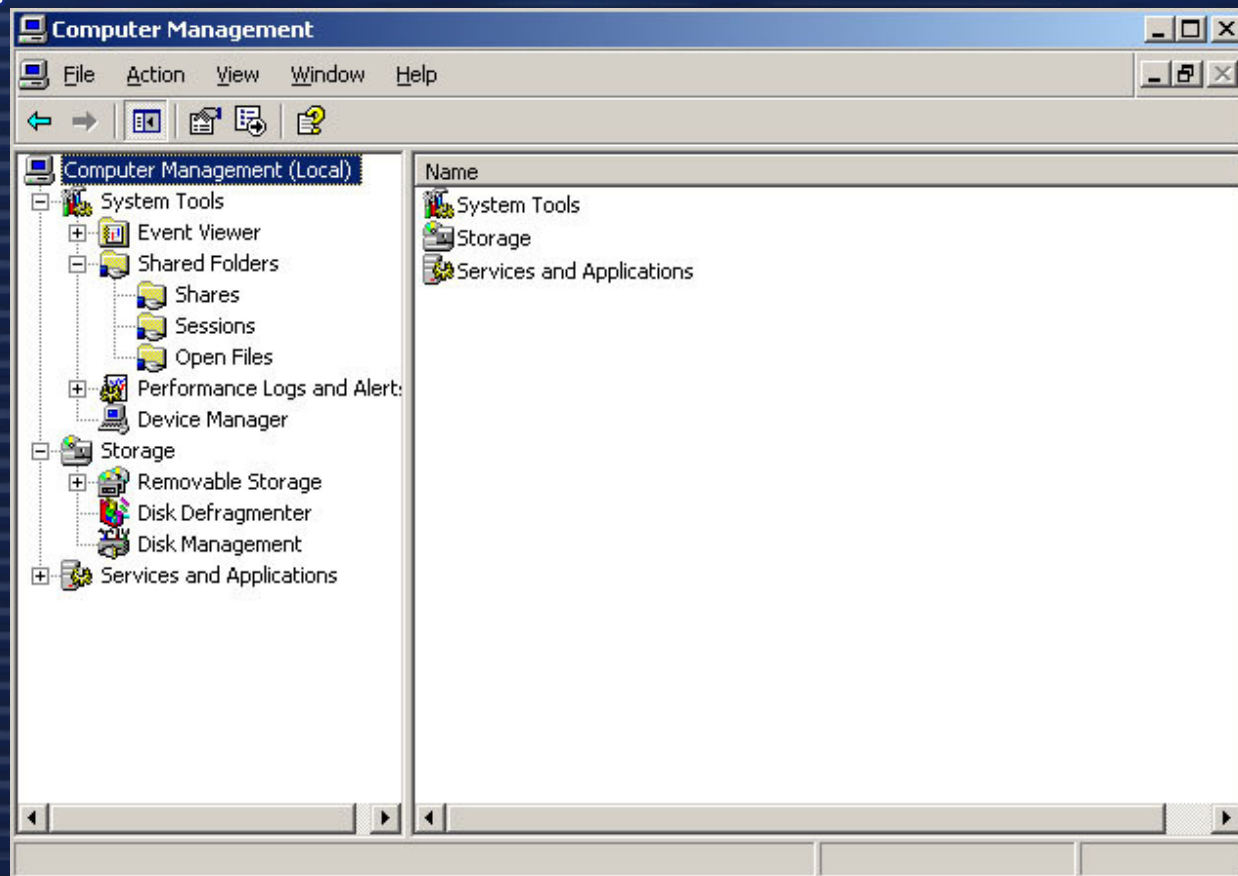 Computer Management
File Action View Window Help
Computer Management (Local)
System Tools
Event Viewer
Shared Folders
Shares
Sessions
Open Files
Performance Logs and Alert
Device Manager
Storage
Removable Storage
Disk Defragmenter
Disk Management
Services and Applications
Name
System Tools
Storage
Services and Applications